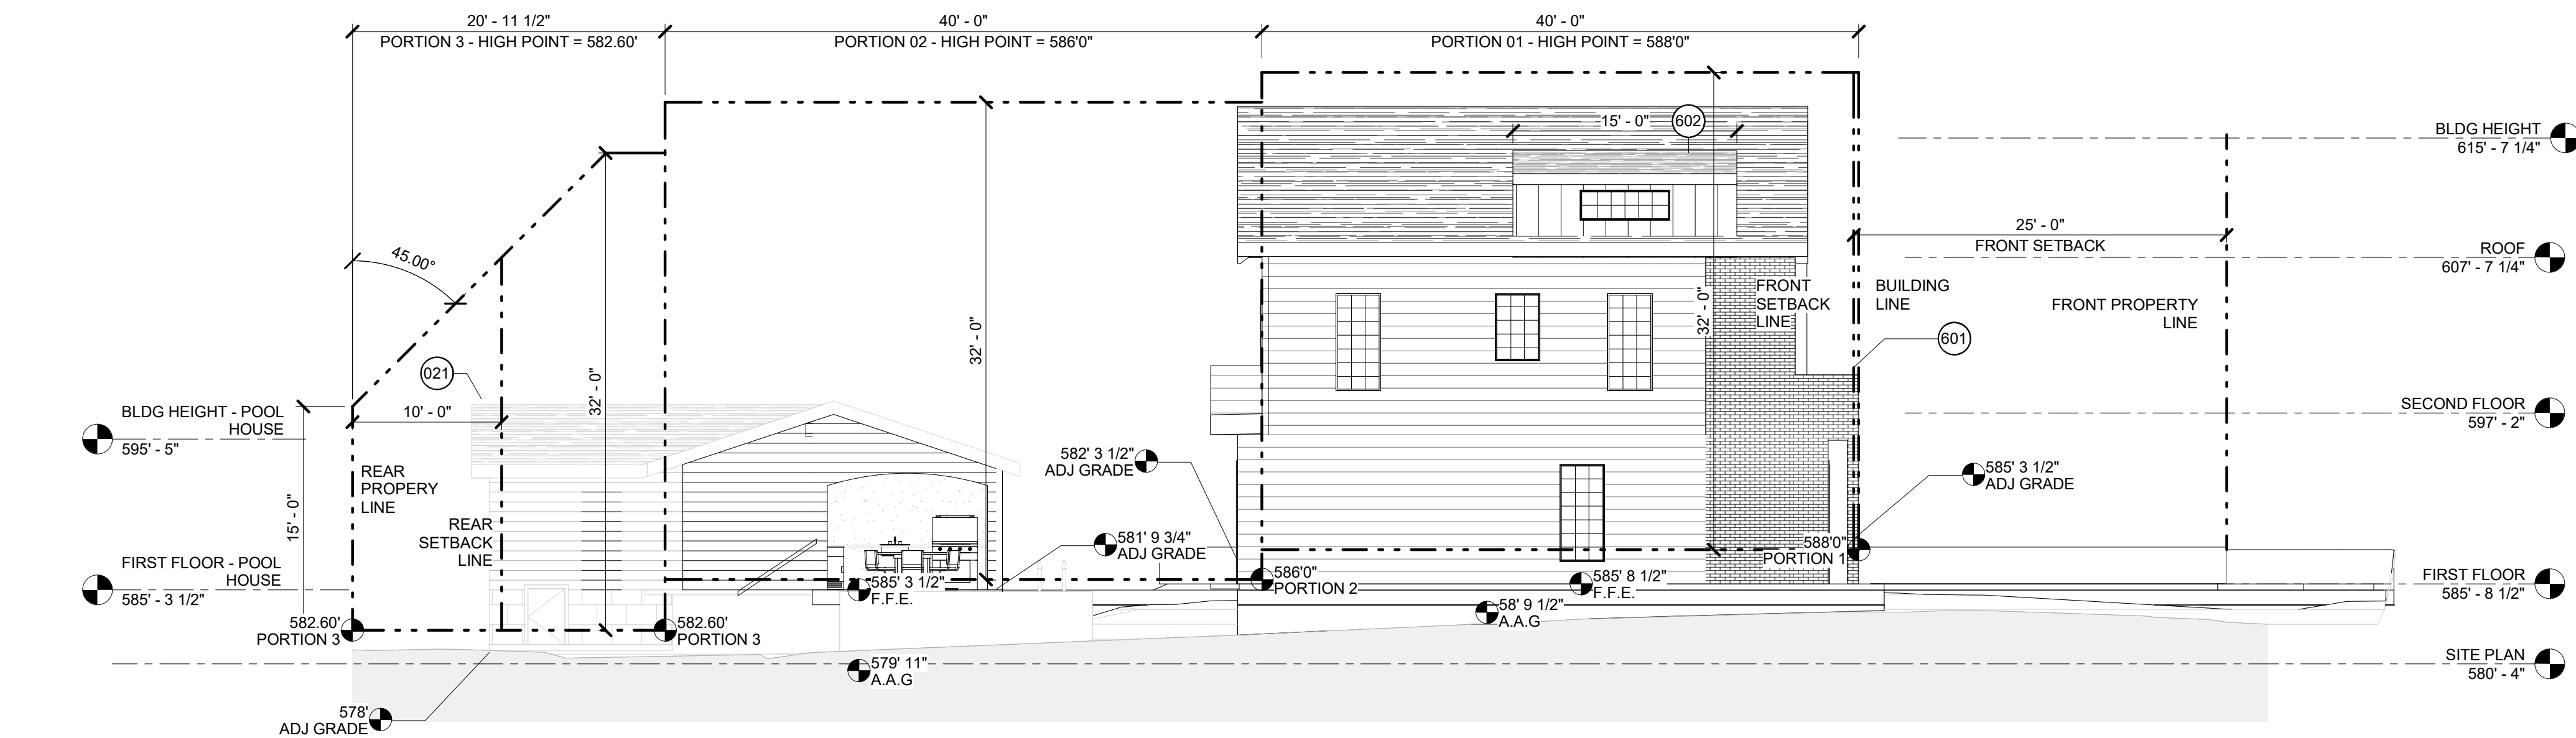 20' - 11 1/2"
PORTION 3 - HIGH POINT = 582.60'
40' - 0"
PORTION 02 - HIGH POINT = 586'0"
40' - 0"
PORTION 01 - HIGH POINT = 588'0"
15' - 0"
602
BLDG HEIGHT
615' - 7 1/4"
25' - 0"
FRONT SETBACK
ROOF
607' - 7 1/4"
45.00°
FRONT
SETBACK
LINE
BUILDING
LINE
FRONT PROPERTY
LINE
32' - 0"
32' - 0"
32' - 0"
601
021
10' - 0"
BLDG HEIGHT - POOL
HOUSE
595' - 5"
SECOND FLOOR
597' - 2"
REAR
PROPERY
LINE
582' 3 1/2"
ADJ GRADE
585' 3 1/2"
ADJ GRADE
15' - 0"
REAR
SETBACK
LINE
581' 9 3/4"
ADJ GRADE
588'0"
PORTION 1
FIRST FLOOR - POOL
HOUSE
585' - 3 1/2"
585' 3 1/2"
F.F.E.
586'0"
PORTION 2
585' 8 1/2"
F.F.E.
FIRST FLOOR
585' - 8 1/2"
58' 9 1/2"
A.A.G
582.60'
PORTION 3
582.60'
PORTION 3
579' 11"
A.A.G
SITE PLAN
580' - 4"
578'
ADJ GRADE